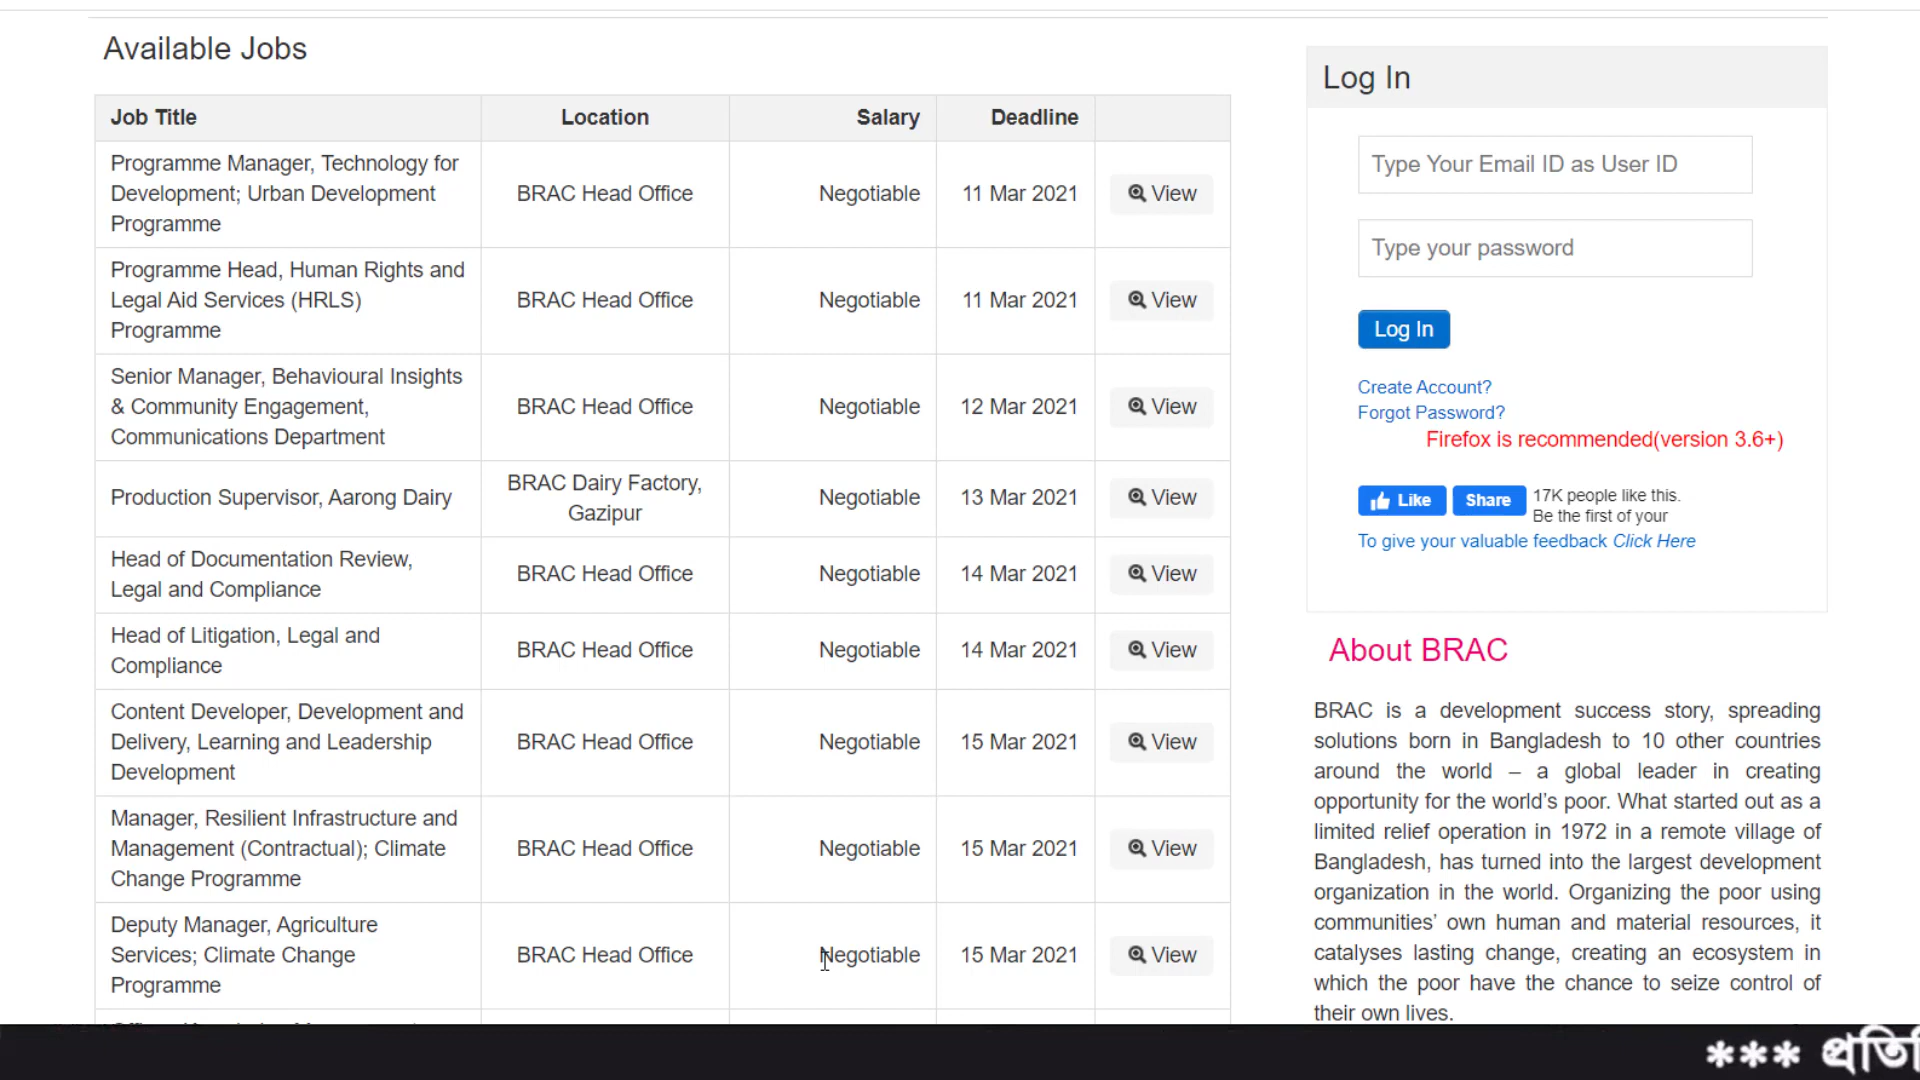 Available Jobs
Job Title Location Salary Deadline
Programme Manager, Technology for
Development; Urban Development
Programme
BRAC Head Office Negotiable 11 Mar 2021 View
Programme Head, Human Rights and
Legal Aid Services (HRLS)
Programme
BRAC Head Office Negotiable 11 Mar 2021 View
Senior Manager, Behavioural Insights
& Community Engagement,
Communications Department
BRAC Head Office Negotiable 12 Mar 2021 View
Production Supervisor, Aarong Dairy
BRAC Dairy Factory,
Gazipur
Negotiable 13 Mar 2021 View
Head of Documentation Review,
Legal and Compliance
BRAC Head Office Negotiable 14 Mar 2021 View
Head of Litigation, Legal and
Compliance
BRAC Head Office Negotiable 14 Mar 2021 View
Content Developer, Development and
Delivery, Learning and Leadership
Development
BRAC Head Office Negotiable 15 Mar 2021 View
Manager, Resilient Infrastructure and
Management (Contractual); Climate
Change Programme
BRAC Head Office Negotiable 15 Mar 2021 View
Deputy Manager, Agriculture
Services; Climate Change
Programme
BRAC Head Office Negotiable 15 Mar 2021 View
Log In
Type Your Email ID as User ID
Type your password
Log In
Create Account?
Forgot Password?
Firefox is recommended(version 3.6+)
Like Share
17K people like this.
Be the first of your
To give your valuable feedback Click Here
About BRAC
BRAC is a development success story, spreading
solutions born in Bangladesh to 10 other countries
around the world – a global leader in creating
opportunity for the world’s poor. What started out as a
limited relief operation in 1972 in a remote village of
Bangladesh, has turned into the largest development
organization in the world. Organizing the poor using
communities’ own human and material resources, it
catalyses lasting change, creating an ecosystem in
which the poor have the chance to seize control of
their own lives.
***